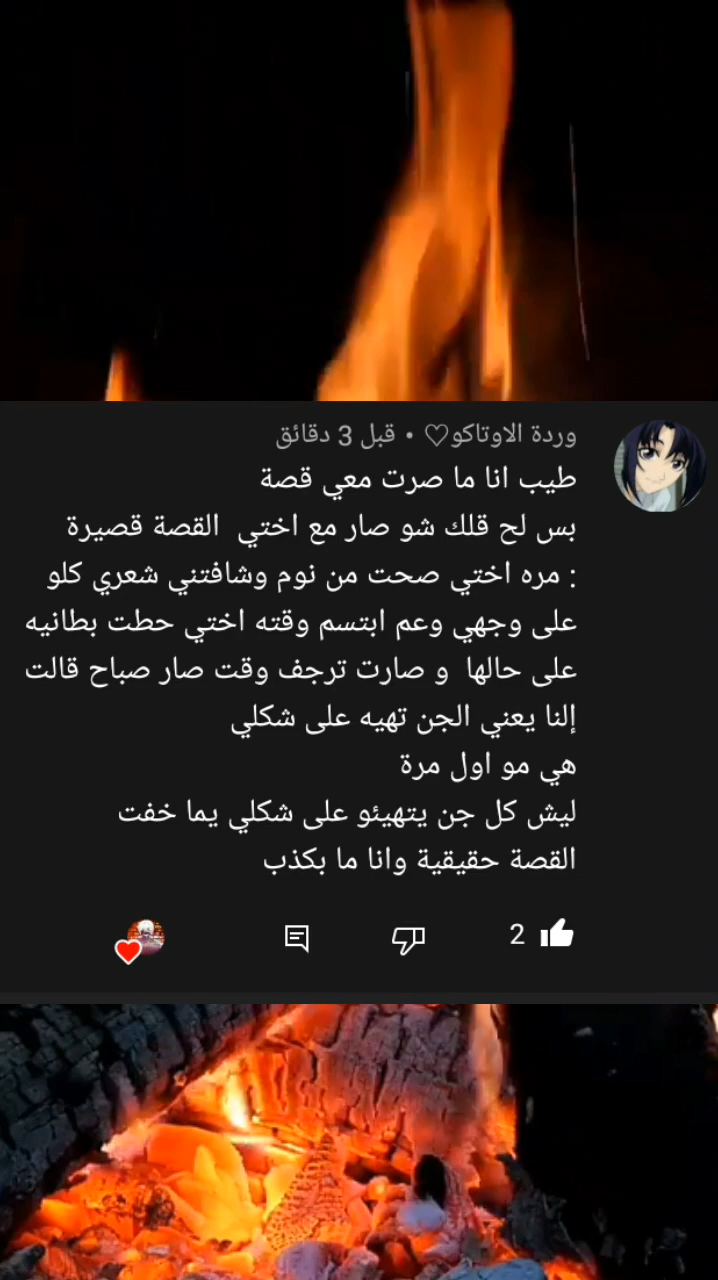 وردة الاوتاكو♡ • قبل 3 دقائق
طيب انا ما صرت معي قصة
بس لح قلك شو صار مع اختي القصة قصيرة
: مره اختي صحت من نوم وشافتني شعري كلو
على وجهي وعم ابتسم وقته اختي حطت بطانيه
على حالها و صارت ترجف وقت صار صباح قالت
إلنا يعني الجن تهيه على شكلي
هي مو اول مرة
ليش كل جن يتهيئو على شكلي يما خفت
القصة حقيقية وانا ما بكذب
2